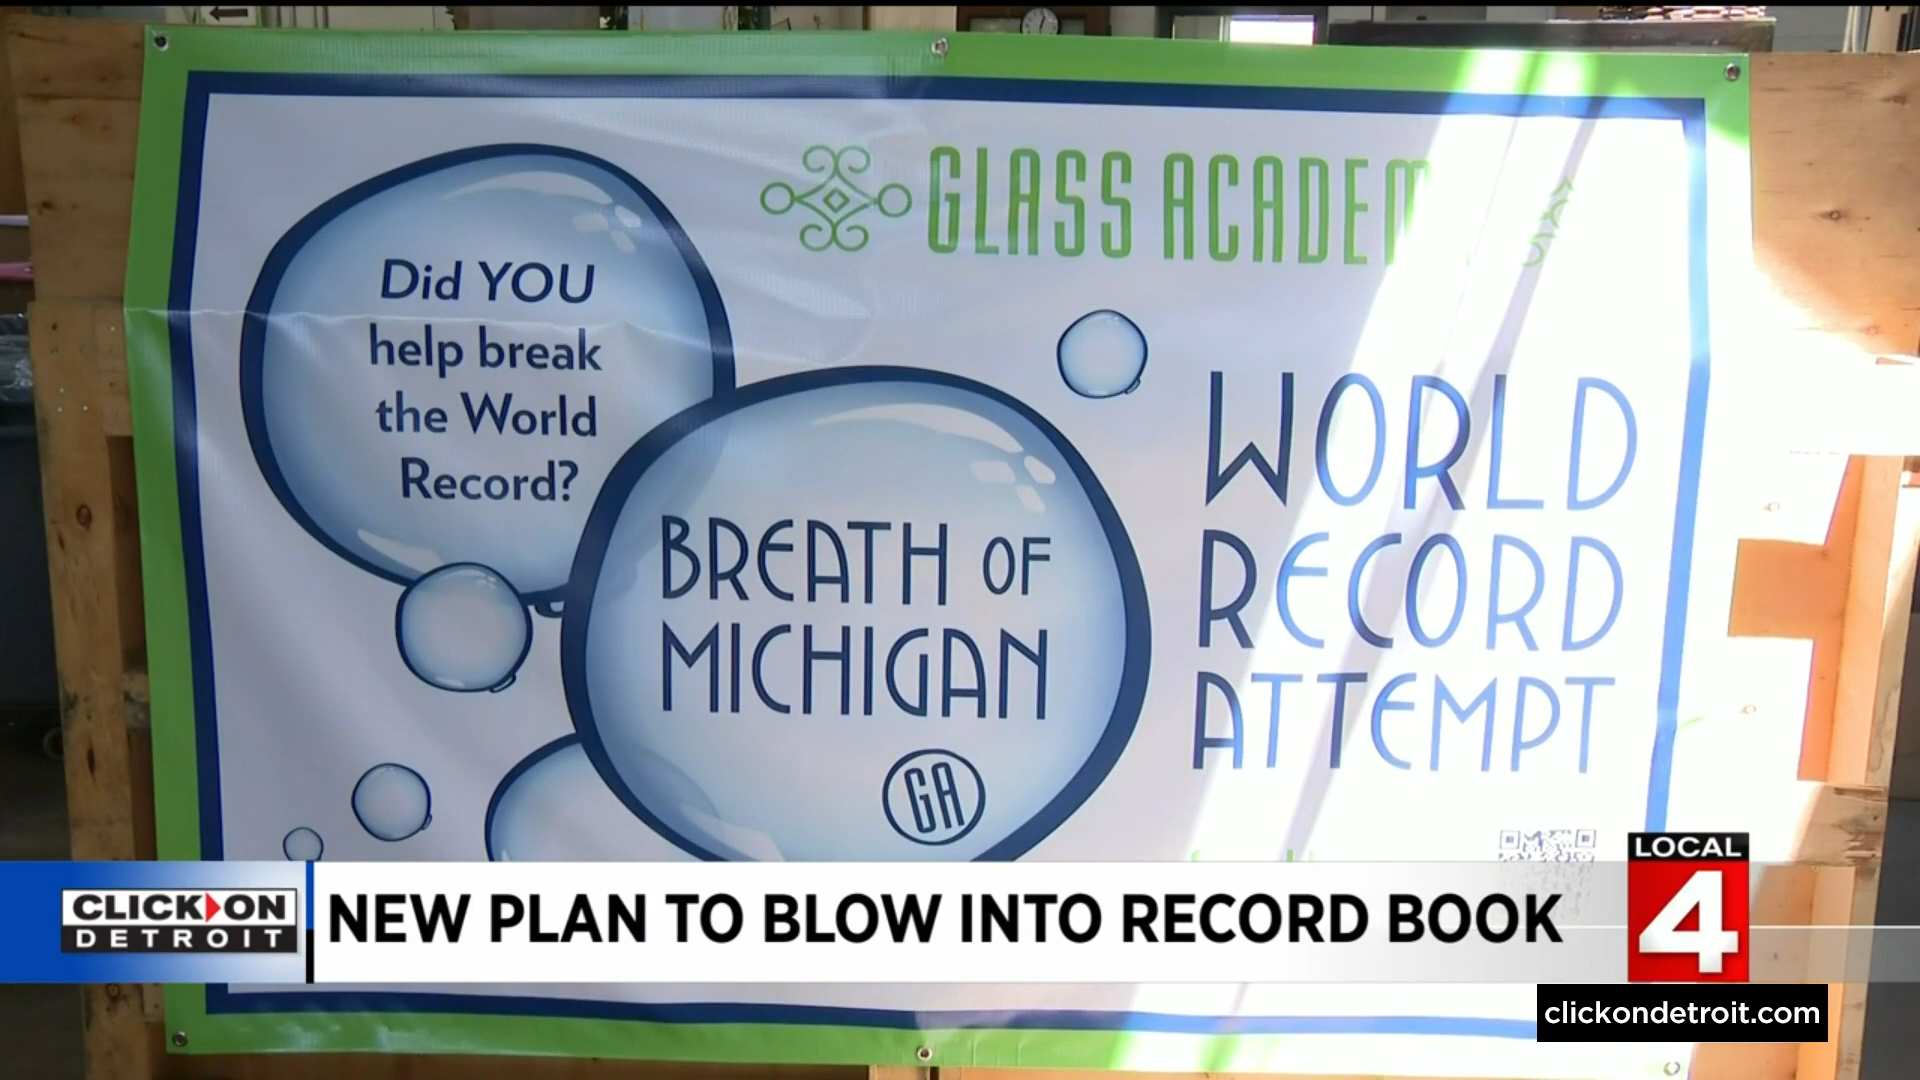 GLASS ACADEM
Did YOU
help break
the World
Record?
BREATH OF
MICHIGAN
GA
WORLD
RECORD
ATTEMPT
CLICK ON
DETROIT
NEW PLAN TO BLOW INTO RECORD BOOK
LOCAL
4
clickondetroit.com